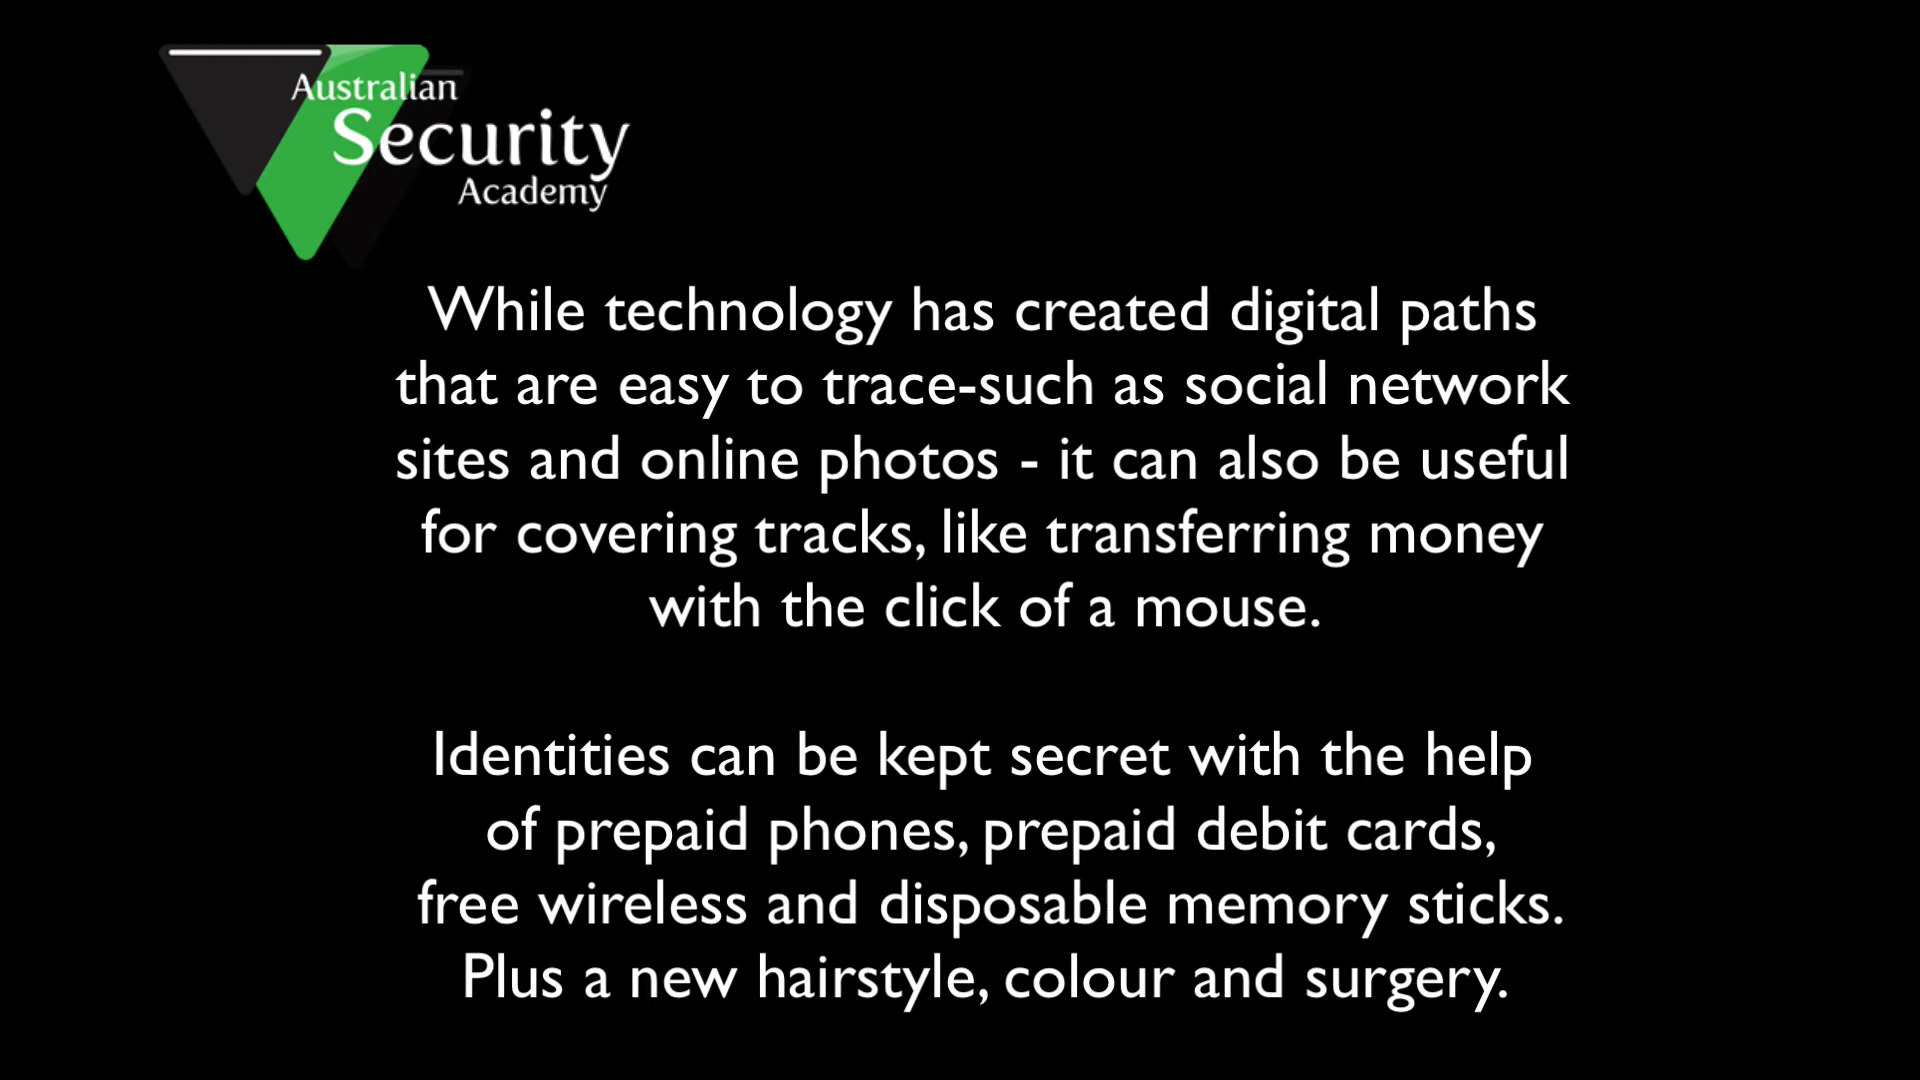 Australian
Security
Academy
While technology has created digital paths
that are easy to trace-such as social network
sites and online photos - it can also be useful
for covering tracks, like transferring money
with the click of a mouse.
Identities can be kept secret with the help
of prepaid phones, prepaid debit cards,
free wireless and disposable memory sticks.
Plus a new hairstyle, colour and surgery.